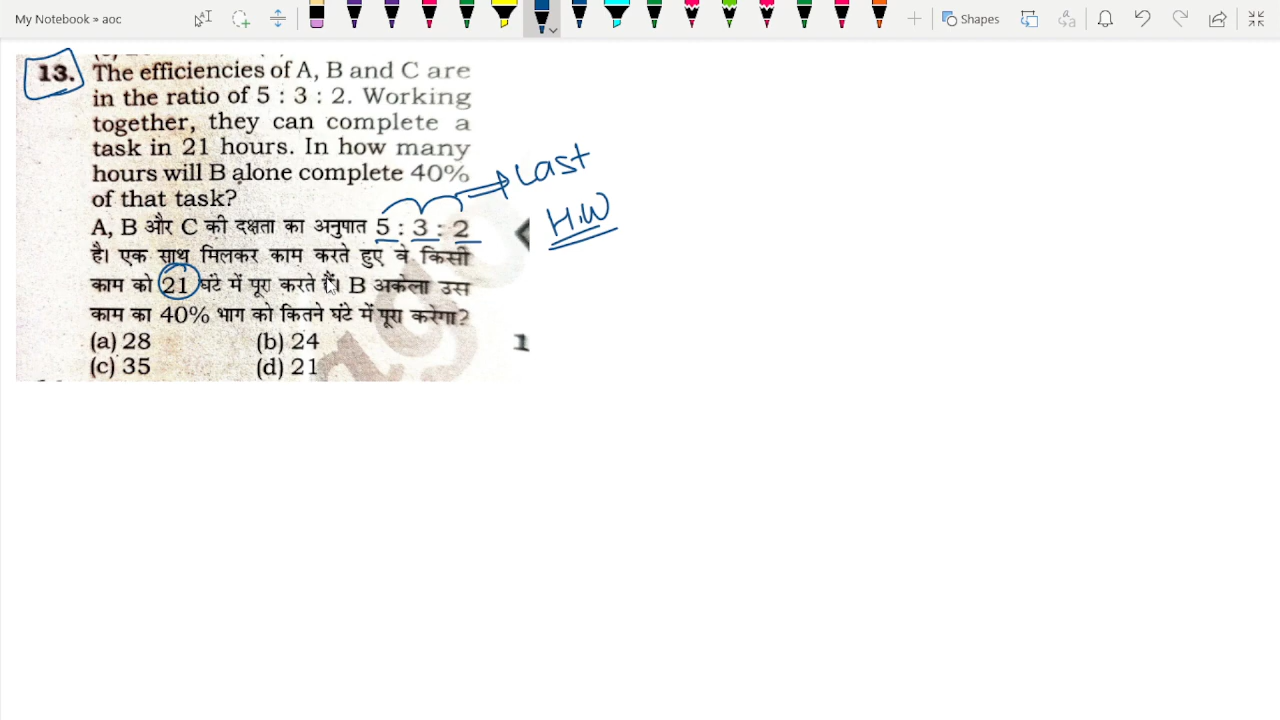 My Notebook » aoc
Shapes
13. The efficiencies of A, B and C are
in the ratio of 5 : 3 : 2. Working
together, they can complete a
task in 21 hours. In how many
hours will B alone complete 40%
of that task?
A, B और C की दक्षता का अनुपात 5 : 3 : 2
है। एक साथ मिलकर काम करते हुए वे किसी
काम को 21 घंटे में पूरा करते हैं। B अकेला उस
काम का 40% भाग को कितने घंटे में पूरा करेगा?
(a) 28 (b) 24
(c) 35 (d) 21
Last
H.W
1